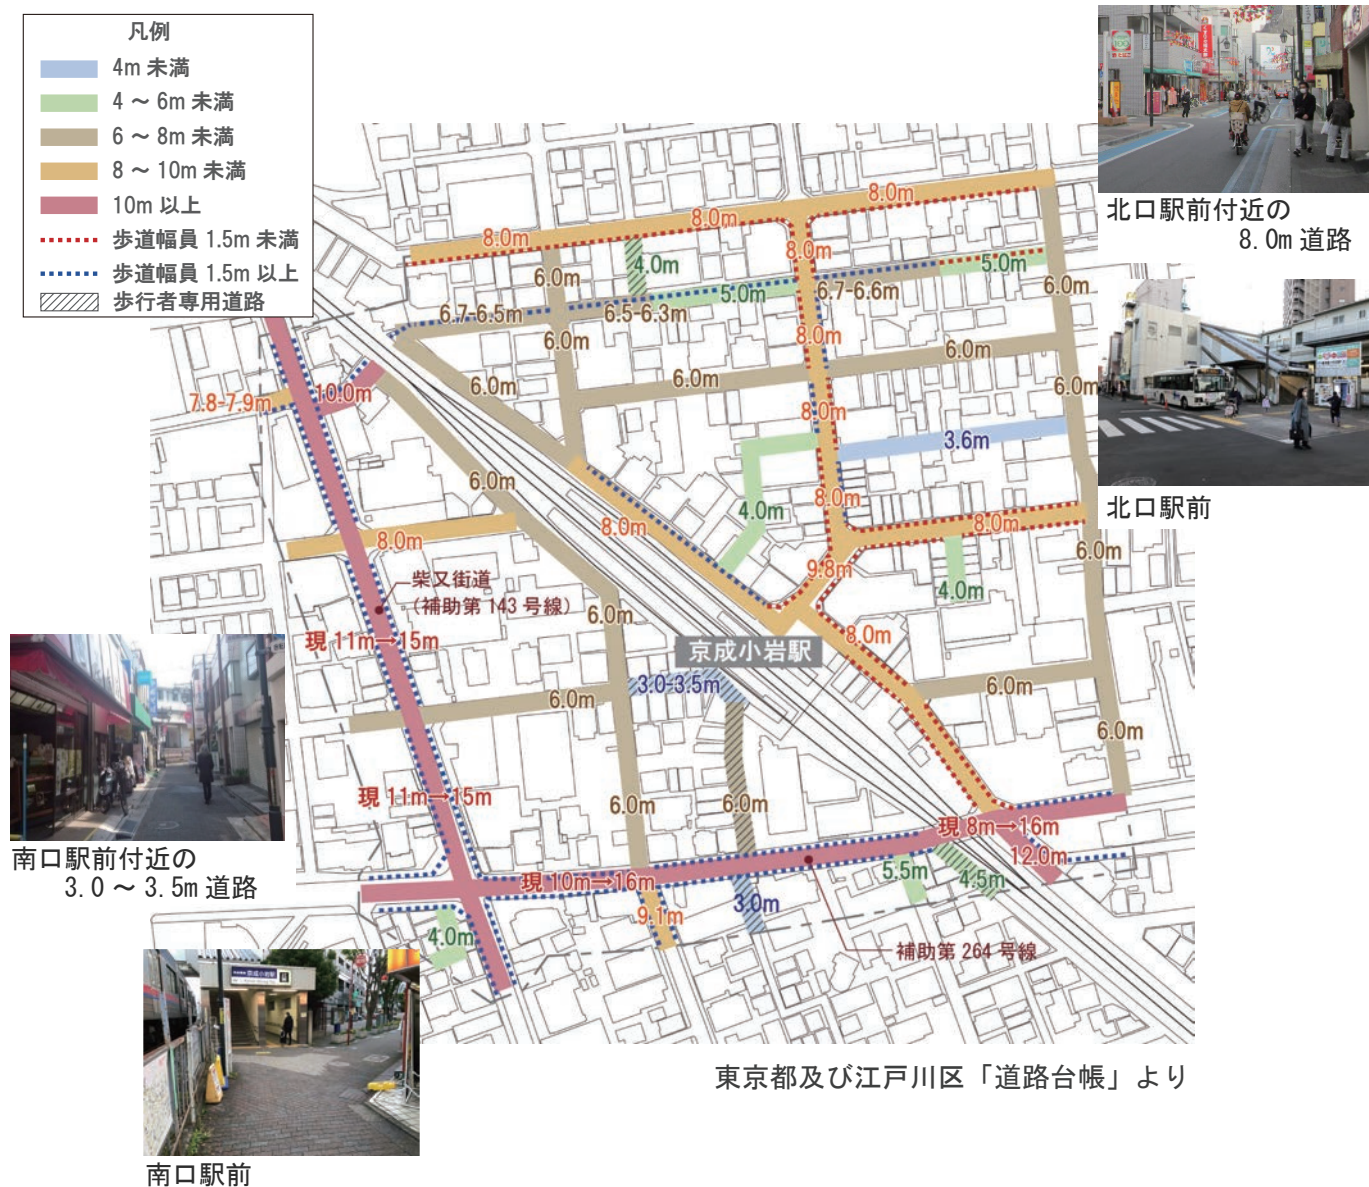 凡例
4m 未満
4 ～ 6m 未満
6 ～ 8m 未満
8 ～ 10m 未満
10m 以上
歩道幅員 1.5m 未満
歩道幅員 1.5m 以上
歩行者専用道路
北口駅前付近の
8.0m 道路
北口駅前
南口駅前付近の
3.0 ～ 3.5m 道路
南口駅前
8.0m
8.0m
8.0m
8.0m
4.0m
6.0m
5.0m
5.0m
6.7-6.6m
6.7-6.5m
6.5-6.3m
6.0m
6.0m
8.0m
6.0m
6.0m
6.0m
6.0m
7.8-7.9m
10.0m
8.0m
3.6m
6.0m
8.0m
4.0m
8.0m
8.0m
8.0m
6.0m
9.8m
4.0m
柴又街道
（補助第 143 号線）
現 11m→15m
6.0m
8.0m
京成小岩駅
3.0-3.5m
6.0m
6.0m
6.0m
現 11m→15m
6.0m
6.0m
現 8m→16m
12.0m
現 10m→16m
5.5m
4.5m
3.0m
9.1m
4.0m
補助第 264 号線
京成小岩駅
東京都及び江戸川区「道路台帳」より